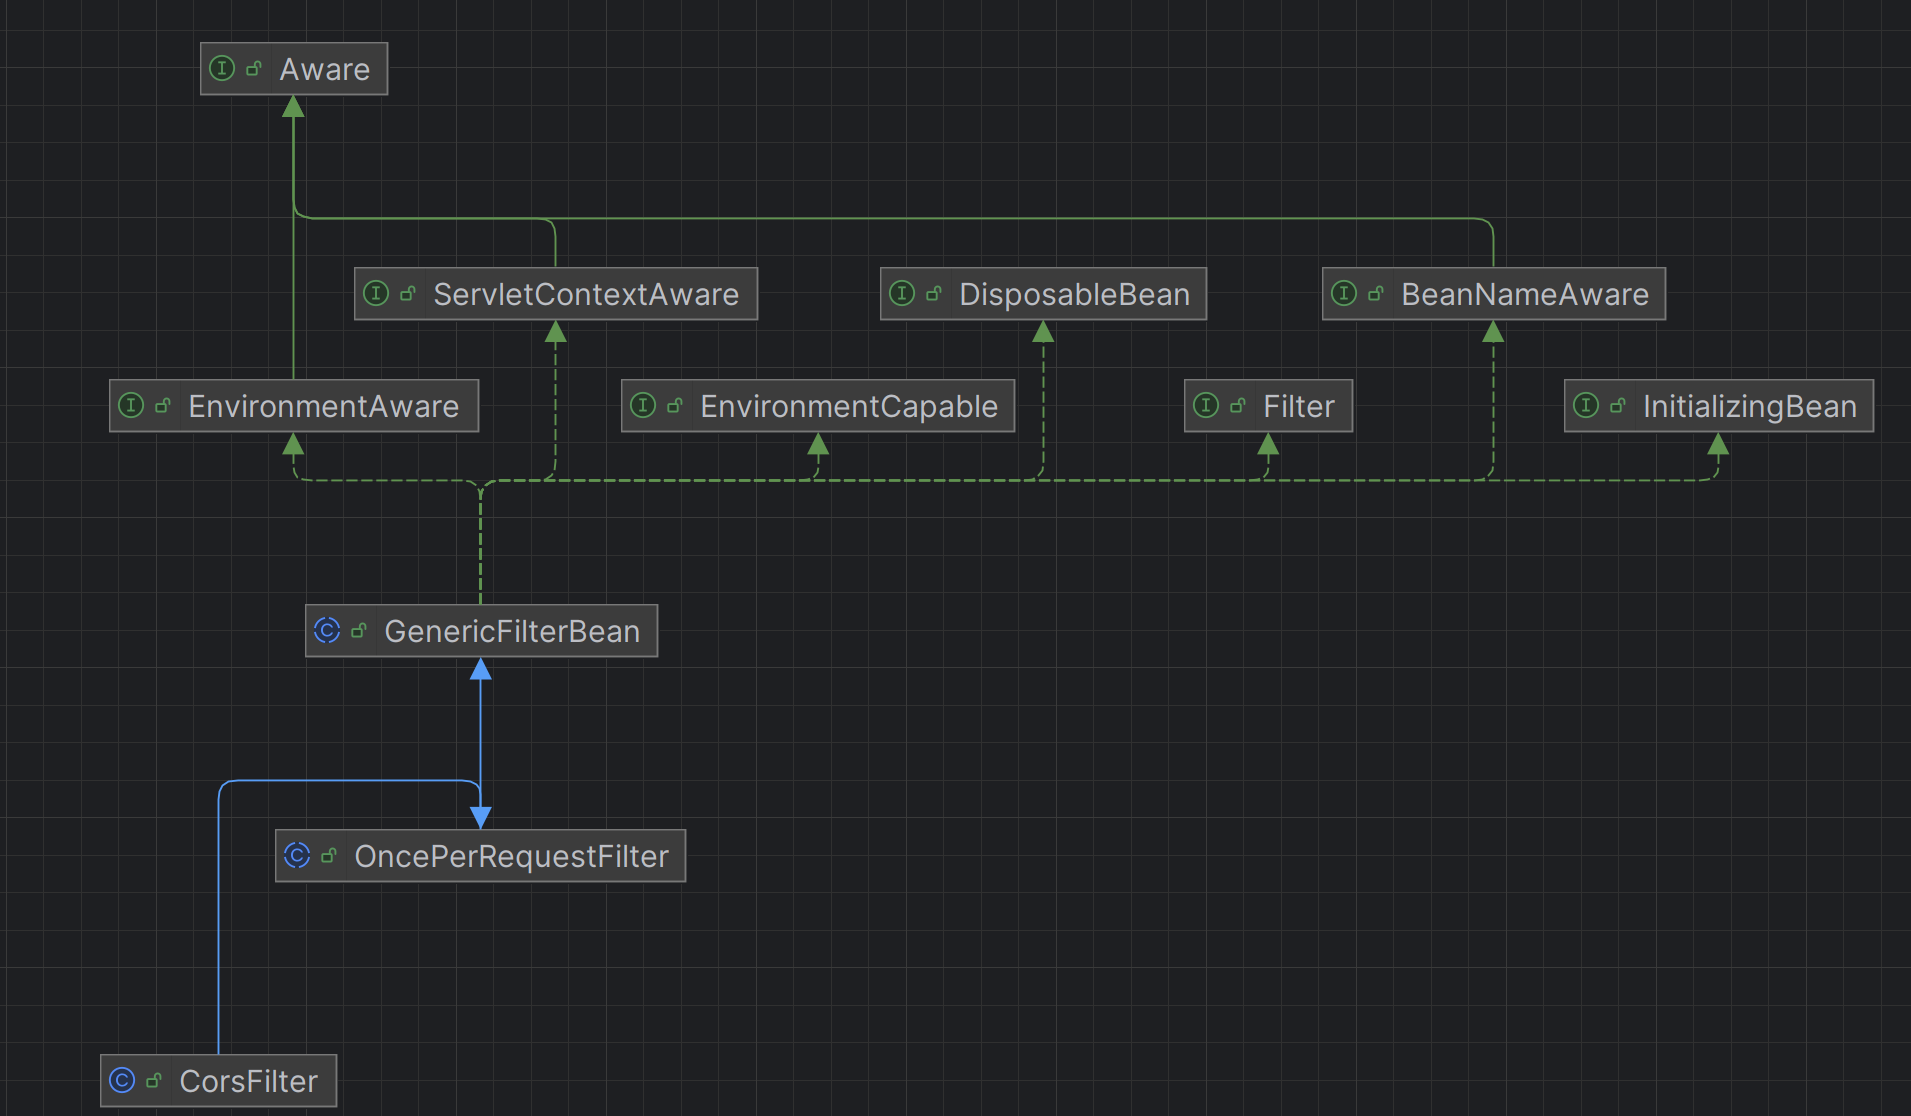 Aware
ServletContextAware
DisposableBean
BeanNameAware
EnvironmentAware
EnvironmentCapable
Filter
InitializingBean
GenericFilterBean
OncePerRequestFilter
CorsFilter